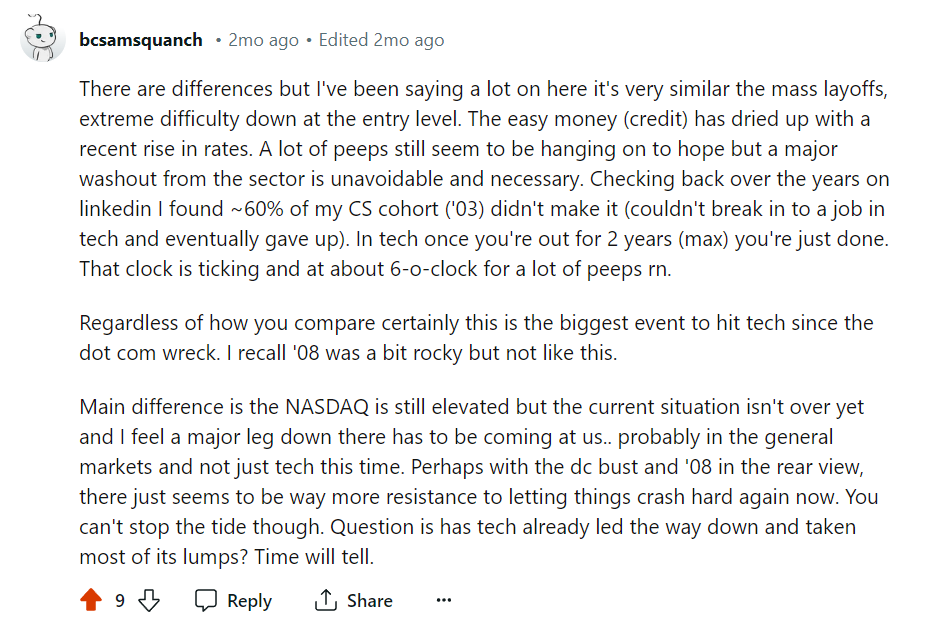 bcsamsquanch • 2mo ago • Edited 2mo ago
There are differences but I've been saying a lot on here it's very similar the mass layoffs,
extreme difficulty down at the entry level. The easy money (credit) has dried up with a
recent rise in rates. A lot of peeps still seem to be hanging on to hope but a major
washout from the sector is unavoidable and necessary. Checking back over the years on
linkedin I found ~60% of my CS cohort ('03) didn't make it (couldn't break in to a job in
tech and eventually gave up). In tech once you're out for 2 years (max) you're just done.
That clock is ticking and at about 6-o-clock for a lot of peeps rn.
Regardless of how you compare certainly this is the biggest event to hit tech since the
dot com wreck. I recall '08 was a bit rocky but not like this.
Main difference is the NASDAQ is still elevated but the current situation isn't over yet
and I feel a major leg down there has to be coming at us.. probably in the general
markets and not just tech this time. Perhaps with the dc bust and '08 in the rear view,
there just seems to be way more resistance to letting things crash hard again now. You
can't stop the tide though. Question is has tech already led the way down and taken
most of its lumps? Time will tell.
9 Reply Share ···